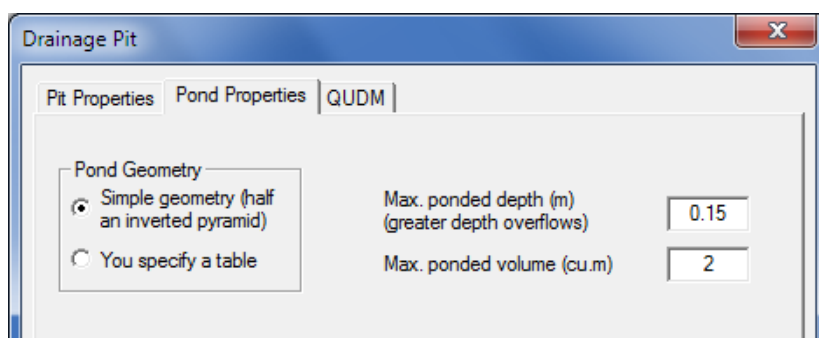 Drainage Pit
Pit Properties Pond Properties QUDM
Pond Geometry
Simple geometry (half
an inverted pyramid)
You specify a table
Max. ponded depth (m)
(greater depth overflows)
0.15
Max. ponded volume (cu.m)
2